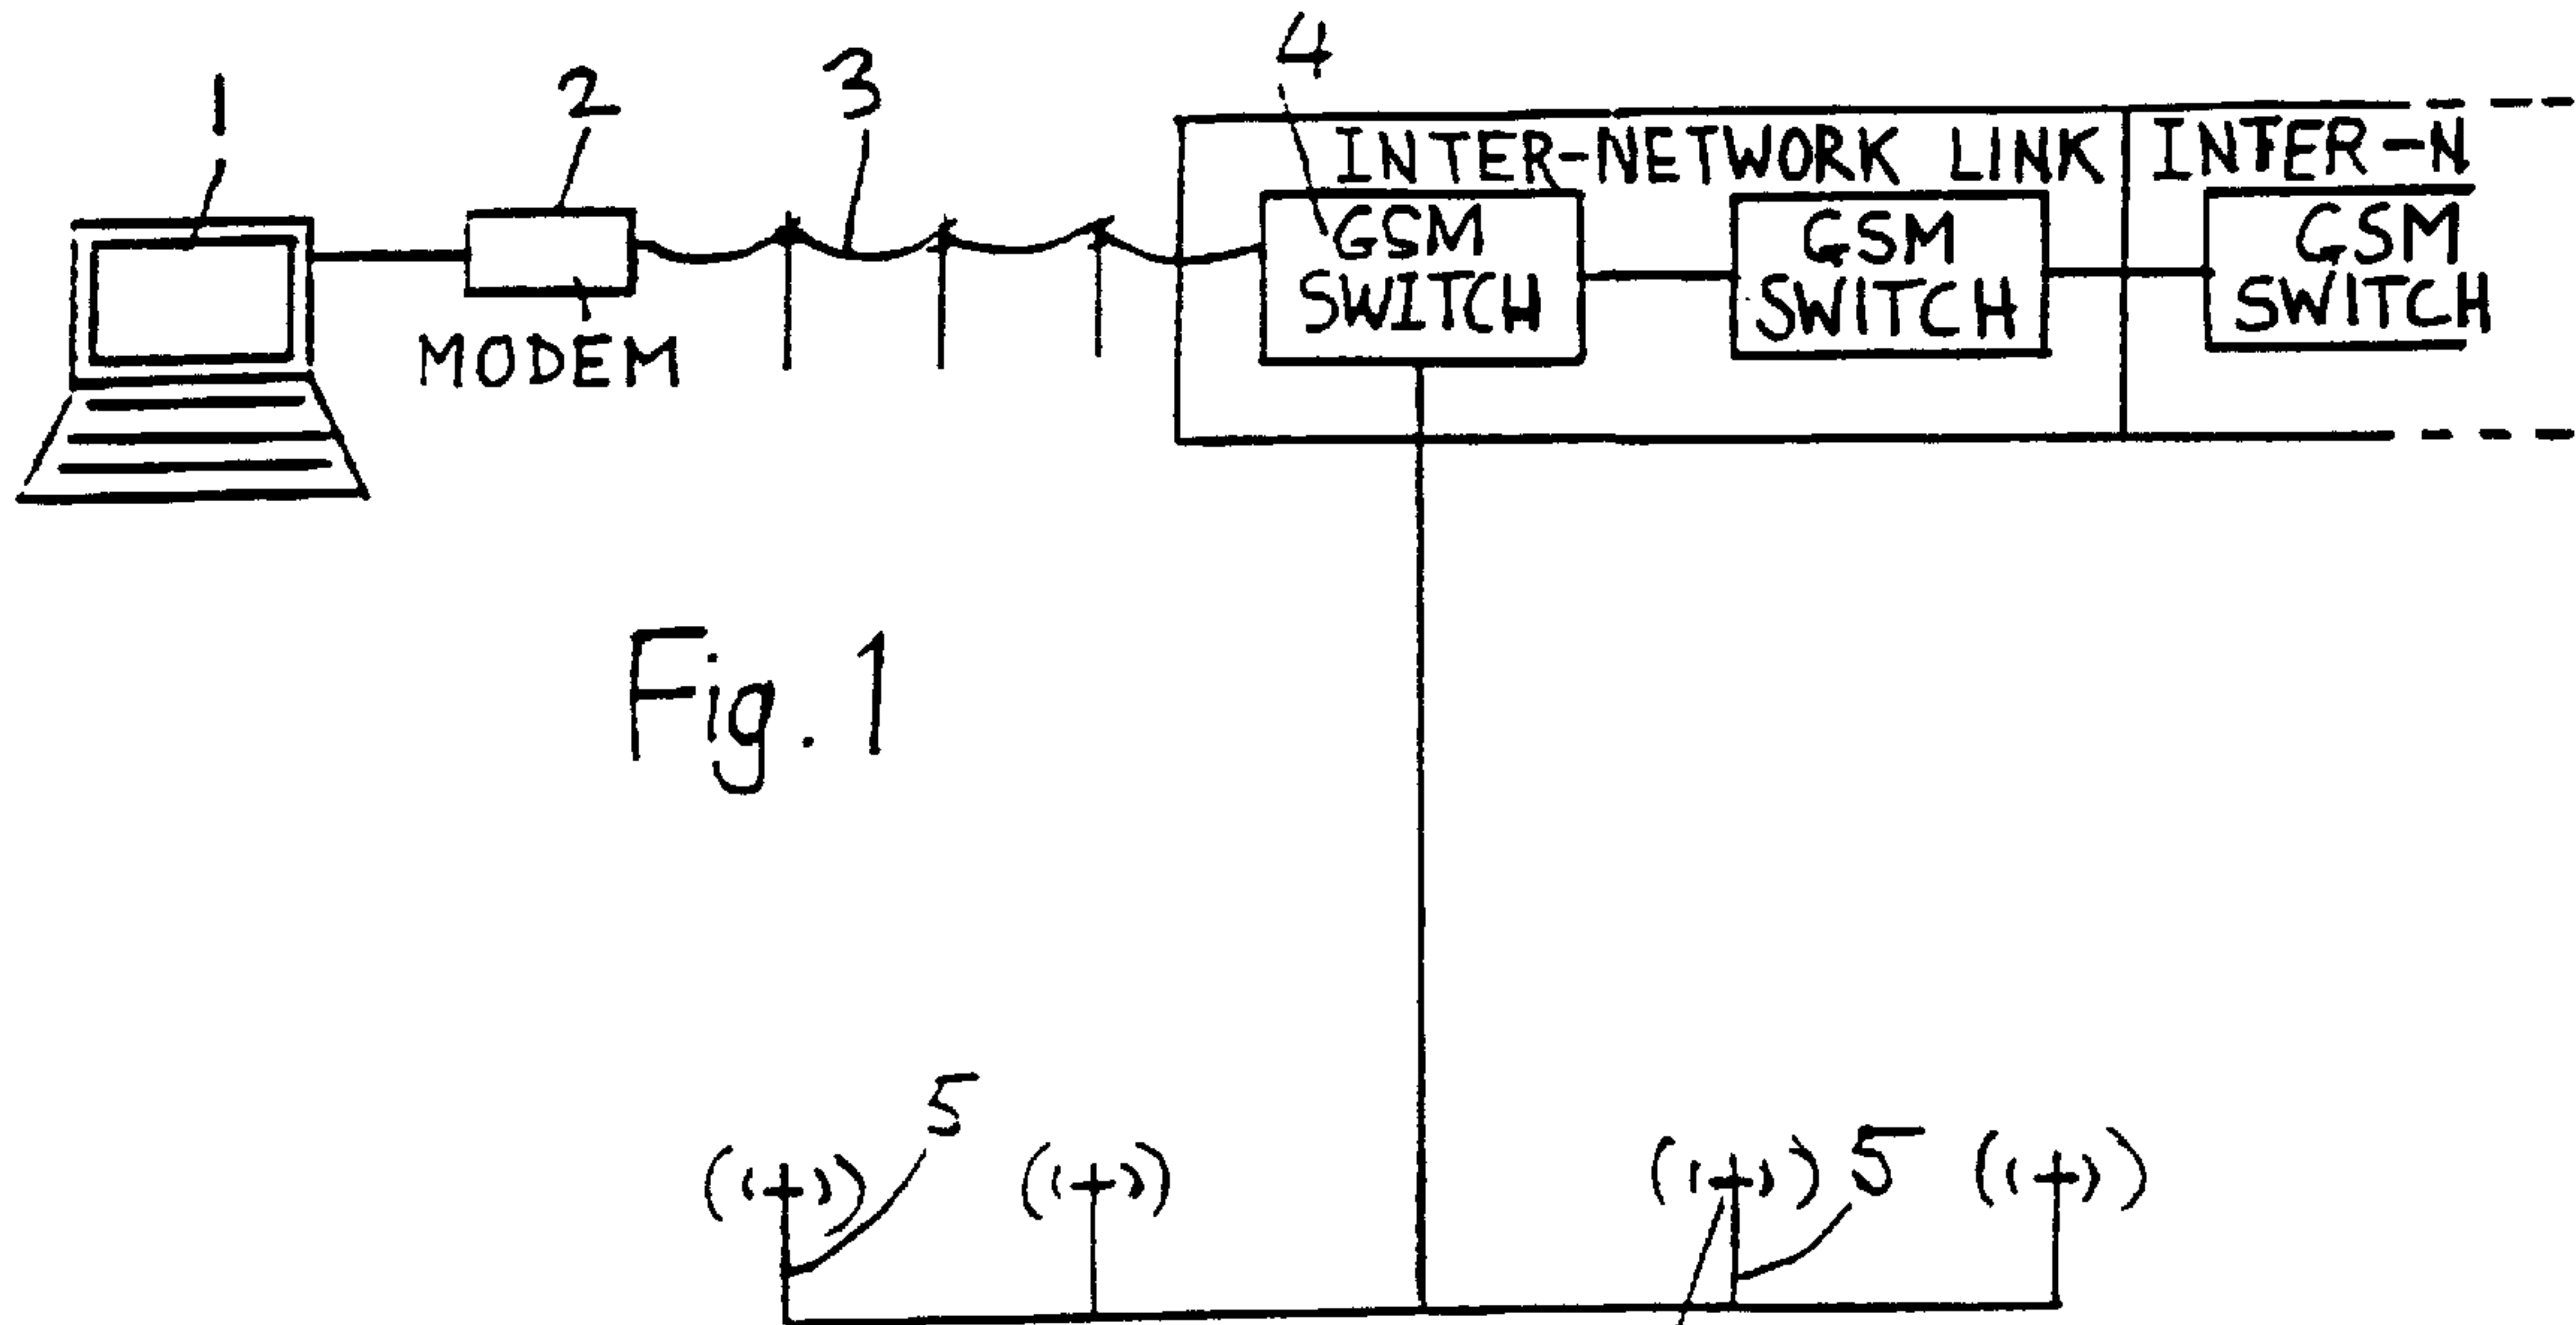 1
2
3
4
INTER-NETWORK LINK
INTER-N
GSM
SWITCH
GSM
SWITCH
GSM
SWITCH
MODEM
Fig. 1
5
5